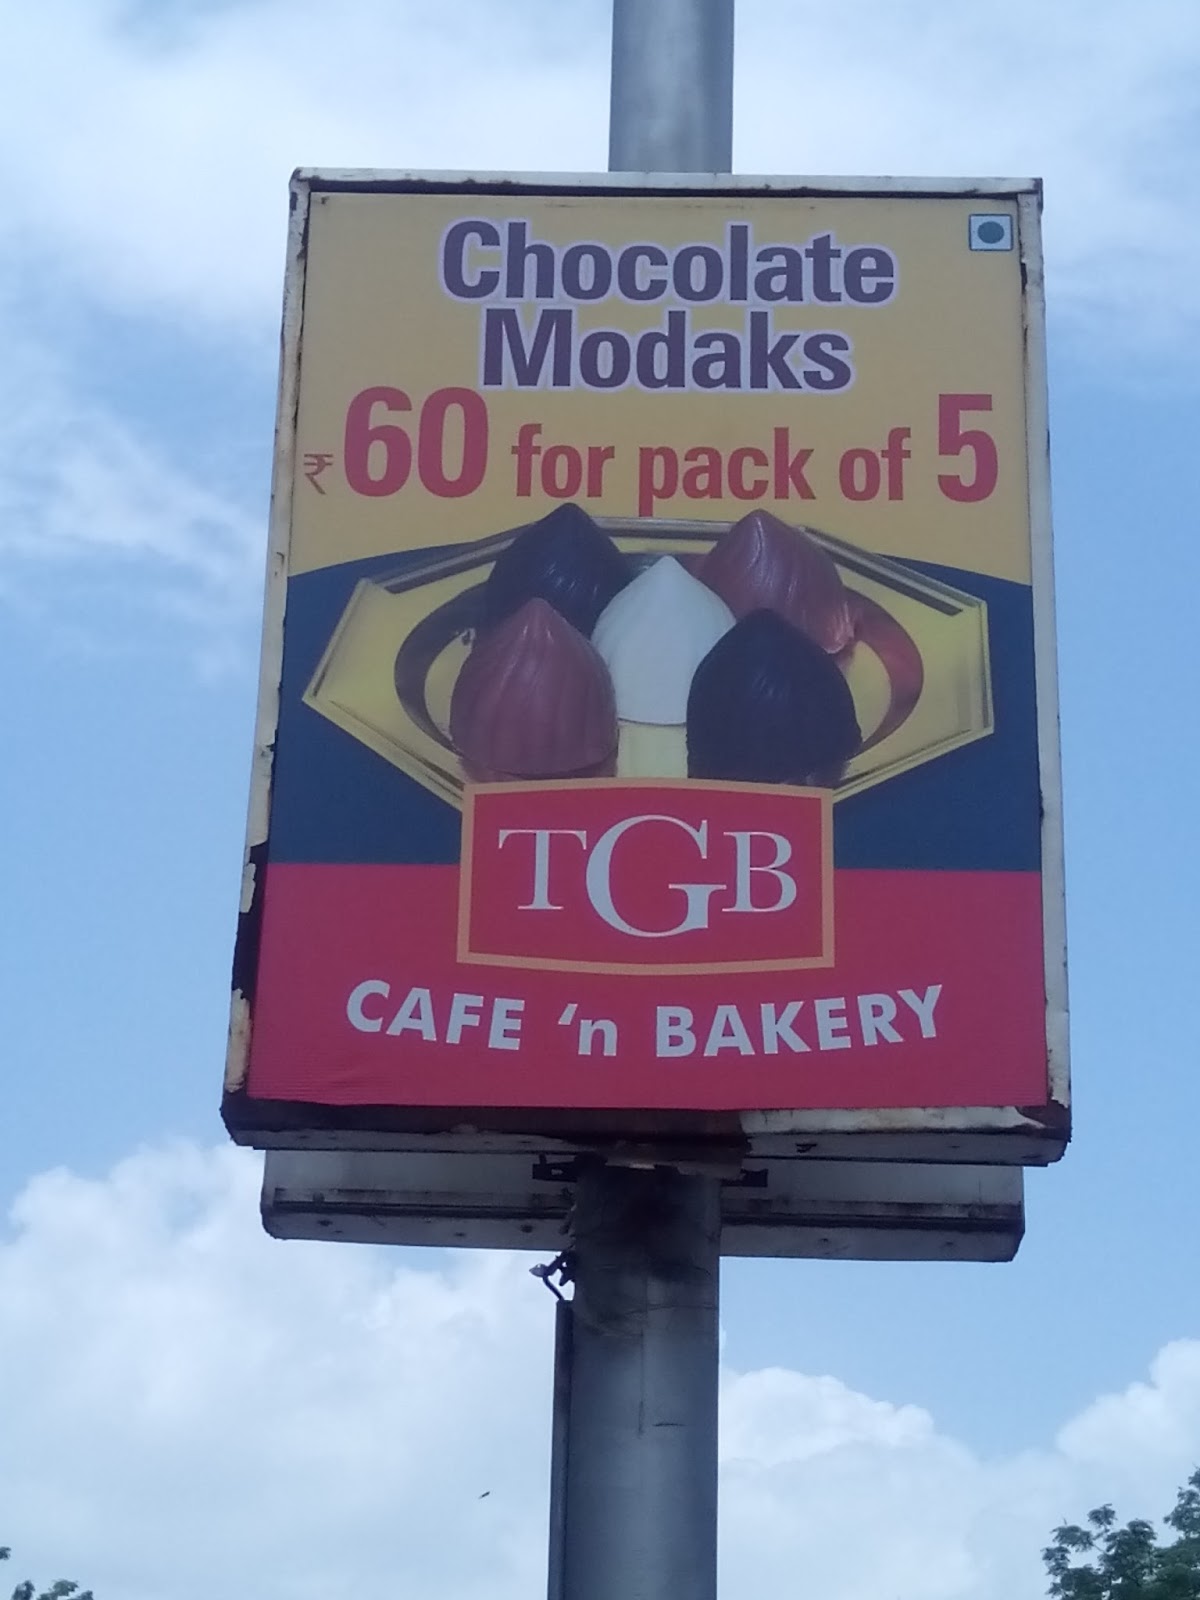 Chocolate
Modaks
₹60 for pack of 5
TGB
CAFE 'n BAKERY